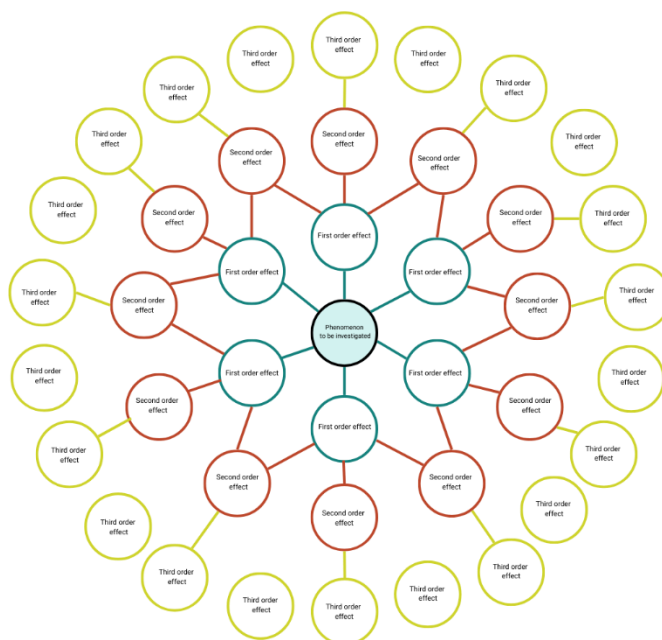 Third order
effect
Third order
effect
Third order
effect
Third order
effect
Third order
effect
Second order
effect
Third order
effect
Third order
effect
Second order
effect
Second order
effect
Third order
effect
Second order
effect
Second order
effect
Third order
effect
First order effect
First order effect
First order effect
Third order
effect
Third order
effect
Second order
effect
Second order
effect
Phenomenon
to be investigated
First order effect
First order effect
Third order
effect
Third order
effect
Second order
effect
Second order
effect
First order effect
Third order
effect
Third order
effect
Second order
effect
Second order
effect
Third order
effect
Second order
effect
Third order
effect
Third order
effect
Third order
effect
Third order
effect
Third order
effect
Third order
effect